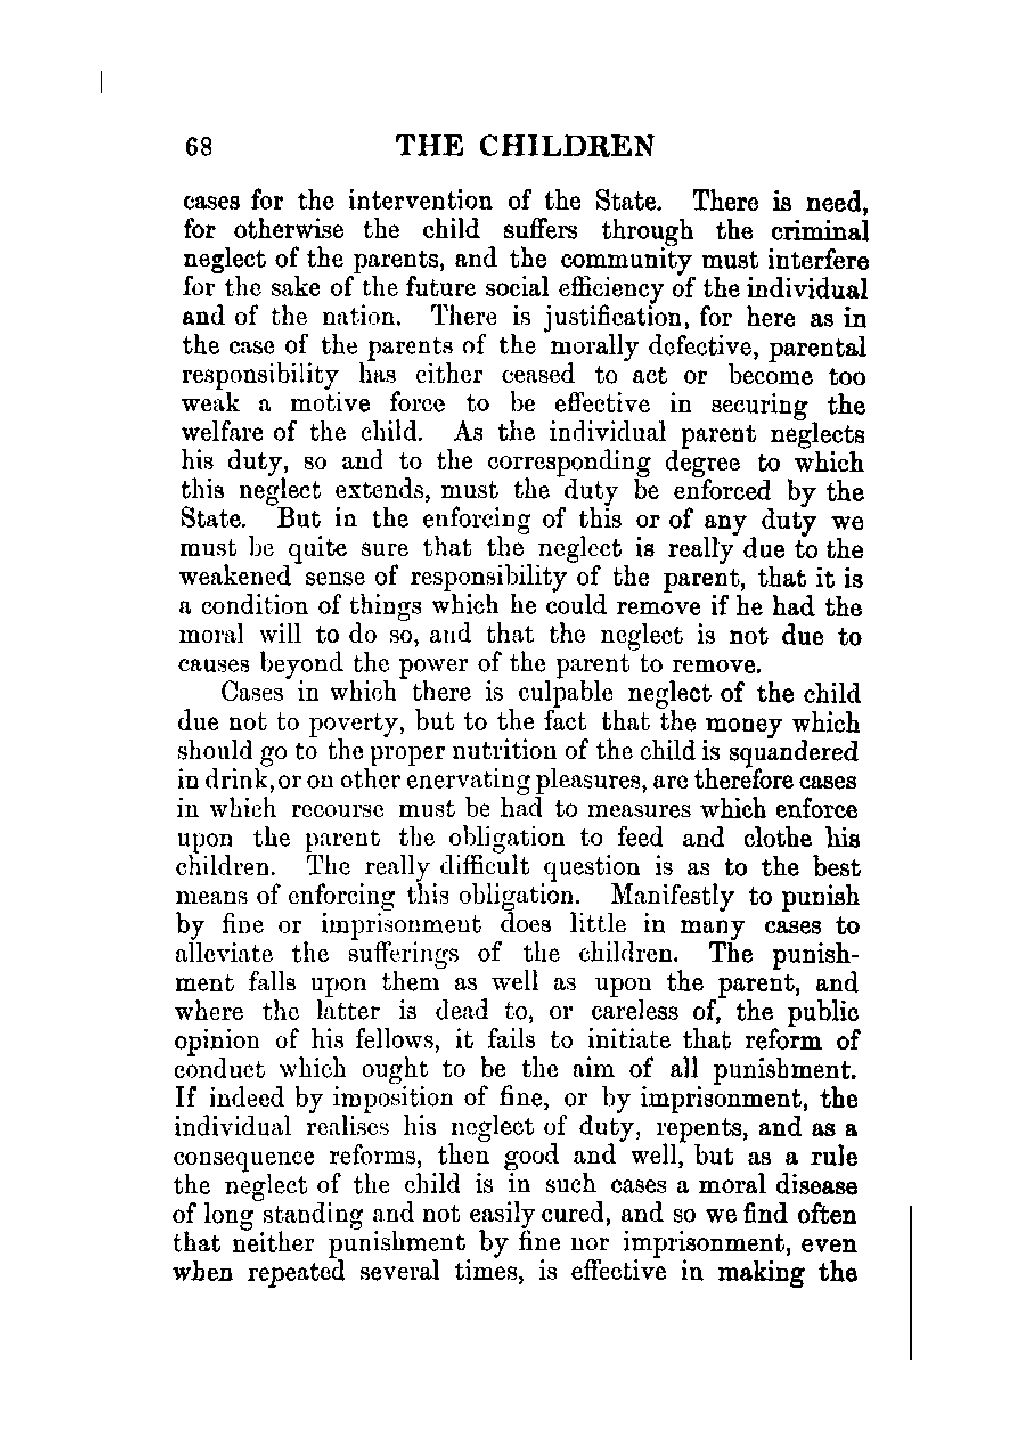 68 THE CHILDREN
cases for the intervention of the State. There is need,
for otherwise the child suffers through the criminal
neglect of the parents, and the community must interfere
for the sake of the future social efficiency of the individual
and of the nation. There is justification, for here as in
the case of the parents of the morally defective, parental
responsibility has either ceased to act or become too
weak a motive force to be effective in securing the
welfare of the child. As the individual parent neglects
his duty, so and to the corresponding degree to which
this neglect extends, must the duty be enforced by the
State. But in the enforcing of this or of any duty we
must be quite sure that the neglect is really due to the
weakened sense of responsibility of the parent, that it is
a condition of things which he could remove if he had the
moral will to do so, and that the neglect is not due to
causes beyond the power of the parent to remove.
Cases in which there is culpable neglect of the child
due not to poverty, but to the fact that the money which
should go to the proper nutrition of the child is squandered
in drink, or on other enervating pleasures, are therefore cases
in which recourse must be had to measures which enforce
upon the parent the obligation to feed and clothe his
children. The really difficult question is as to the best
means of enforcing this obligation. Manifestly to punish
by fine or imprisonment does little in many cases to
alleviate the sufferings of the children. The punish-
ment falls upon them as well as upon the parent, and
where the latter is dead to, or careless of, the public
opinion of his fellows, it fails to initiate that reform of
conduct which ought to be the aim of all punishment.
If indeed by imposition of fine, or by imprisonment, the
individual realises his neglect of duty, repents, and as a
consequence reforms, then good and well, but as a rule
the neglect of the child is in such cases a moral disease
of long standing and not easily cured, and so we find often
that neither punishment by fine nor imprisonment, even
when repeated several times, is effective in making the